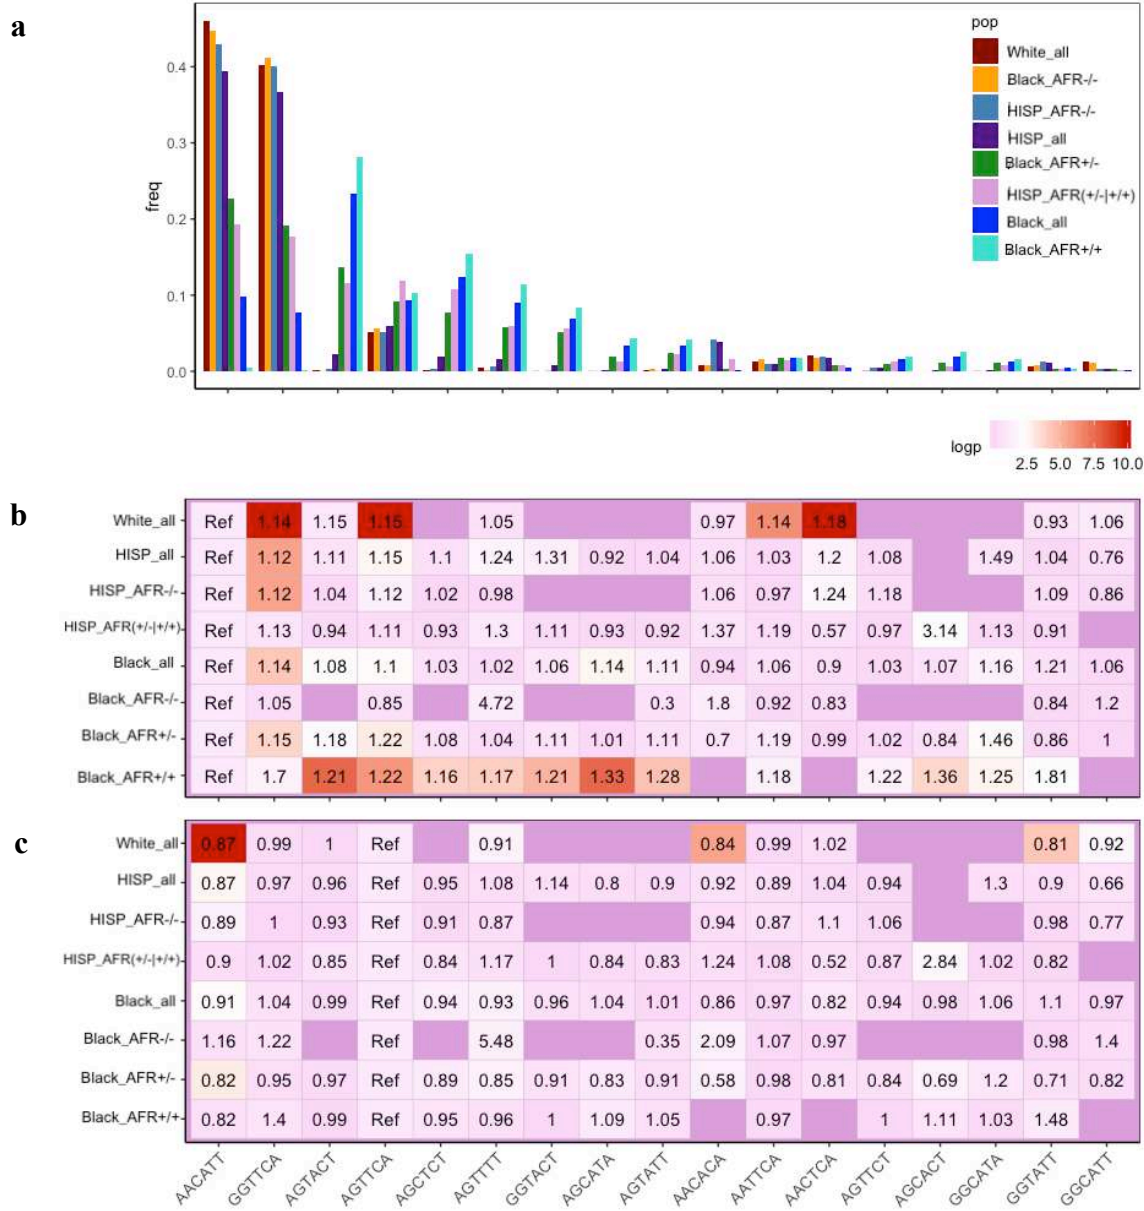 a
pop
White_all
Black_AFR-/-
HISP_AFR-/-
HISP_all
Black_AFR+/-
HISP_AFR(+/-|+/+)
Black_all
Black_AFR+/+
freq
0.4
0.3
0.2
0.1
0.0
logp
2.5 5.0 7.5 10.0
b
White_all Ref 1.14 1.15 1.15 1.05 0.97 1.14 1.18 0.93 1.06
HISP_all Ref 1.12 1.11 1.15 1.1 1.24 1.31 0.92 1.04 1.06 1.03 1.2 1.08 1.49 1.04 0.76
HISP_AFR-/- Ref 1.12 1.04 1.12 1.02 0.98 1.06 0.97 1.24 1.18 1.09 0.86
HISP_AFR(+/-|+/+) Ref 1.13 0.94 1.11 0.93 1.3 1.11 0.93 0.92 1.37 1.19 0.57 0.97 3.14 1.13 0.91
Black_all Ref 1.14 1.08 1.1 1.03 1.02 1.06 1.14 1.11 0.94 1.06 0.9 1.03 1.07 1.16 1.21 1.06
Black_AFR-/- Ref 1.05 0.85 4.72 0.3 1.8 0.92 0.83 0.84 1.2
Black_AFR+/- Ref 1.15 1.18 1.22 1.08 1.04 1.11 1.01 1.11 0.7 1.19 0.99 1.02 0.84 1.46 0.86 1
Black_AFR+/+ Ref 1.7 1.21 1.22 1.16 1.17 1.21 1.33 1.28 1.18 1.22 1.36 1.25 1.81
c
White_all 0.87 0.99 1 Ref 0.91 0.84 0.99 1.02 0.81 0.92
HISP_all 0.87 0.97 0.96 Ref 0.95 1.08 1.14 0.8 0.9 0.92 0.89 1.04 0.94 1.3 0.9 0.66
HISP_AFR-/- 0.89 1 0.93 Ref 0.91 0.87 0.94 0.87 1.1 1.06 0.98 0.77
HISP_AFR(+/-|+/+) 0.9 1.02 0.85 Ref 0.84 1.17 1 0.84 0.83 1.24 1.08 0.52 0.87 2.84 1.02 0.82
Black_all 0.91 1.04 0.99 Ref 0.94 0.93 0.96 1.04 1.01 0.86 0.97 0.82 0.94 0.98 1.06 1.1 0.97
Black_AFR-/- 1.16 1.22 Ref 5.48 0.35 2.09 1.07 0.97 0.98 1.4
Black_AFR+/- 0.82 0.95 0.97 Ref 0.89 0.85 0.91 0.83 0.91 0.58 0.98 0.81 0.84 0.69 1.2 0.71 0.82
Black_AFR+/+ 0.82 1.4 0.99 Ref 0.95 0.96 1 1.09 1.05 0.97 1 1.11 1.03 1.48
AACATT GGTTCA AGTACT AGTTCA AGCTCT AGTTTT GGTACT AGCATA AGTATT AACACA AATTCA AACTCA AGTTCT AGCACT GGCATA GGTATT GGCATT